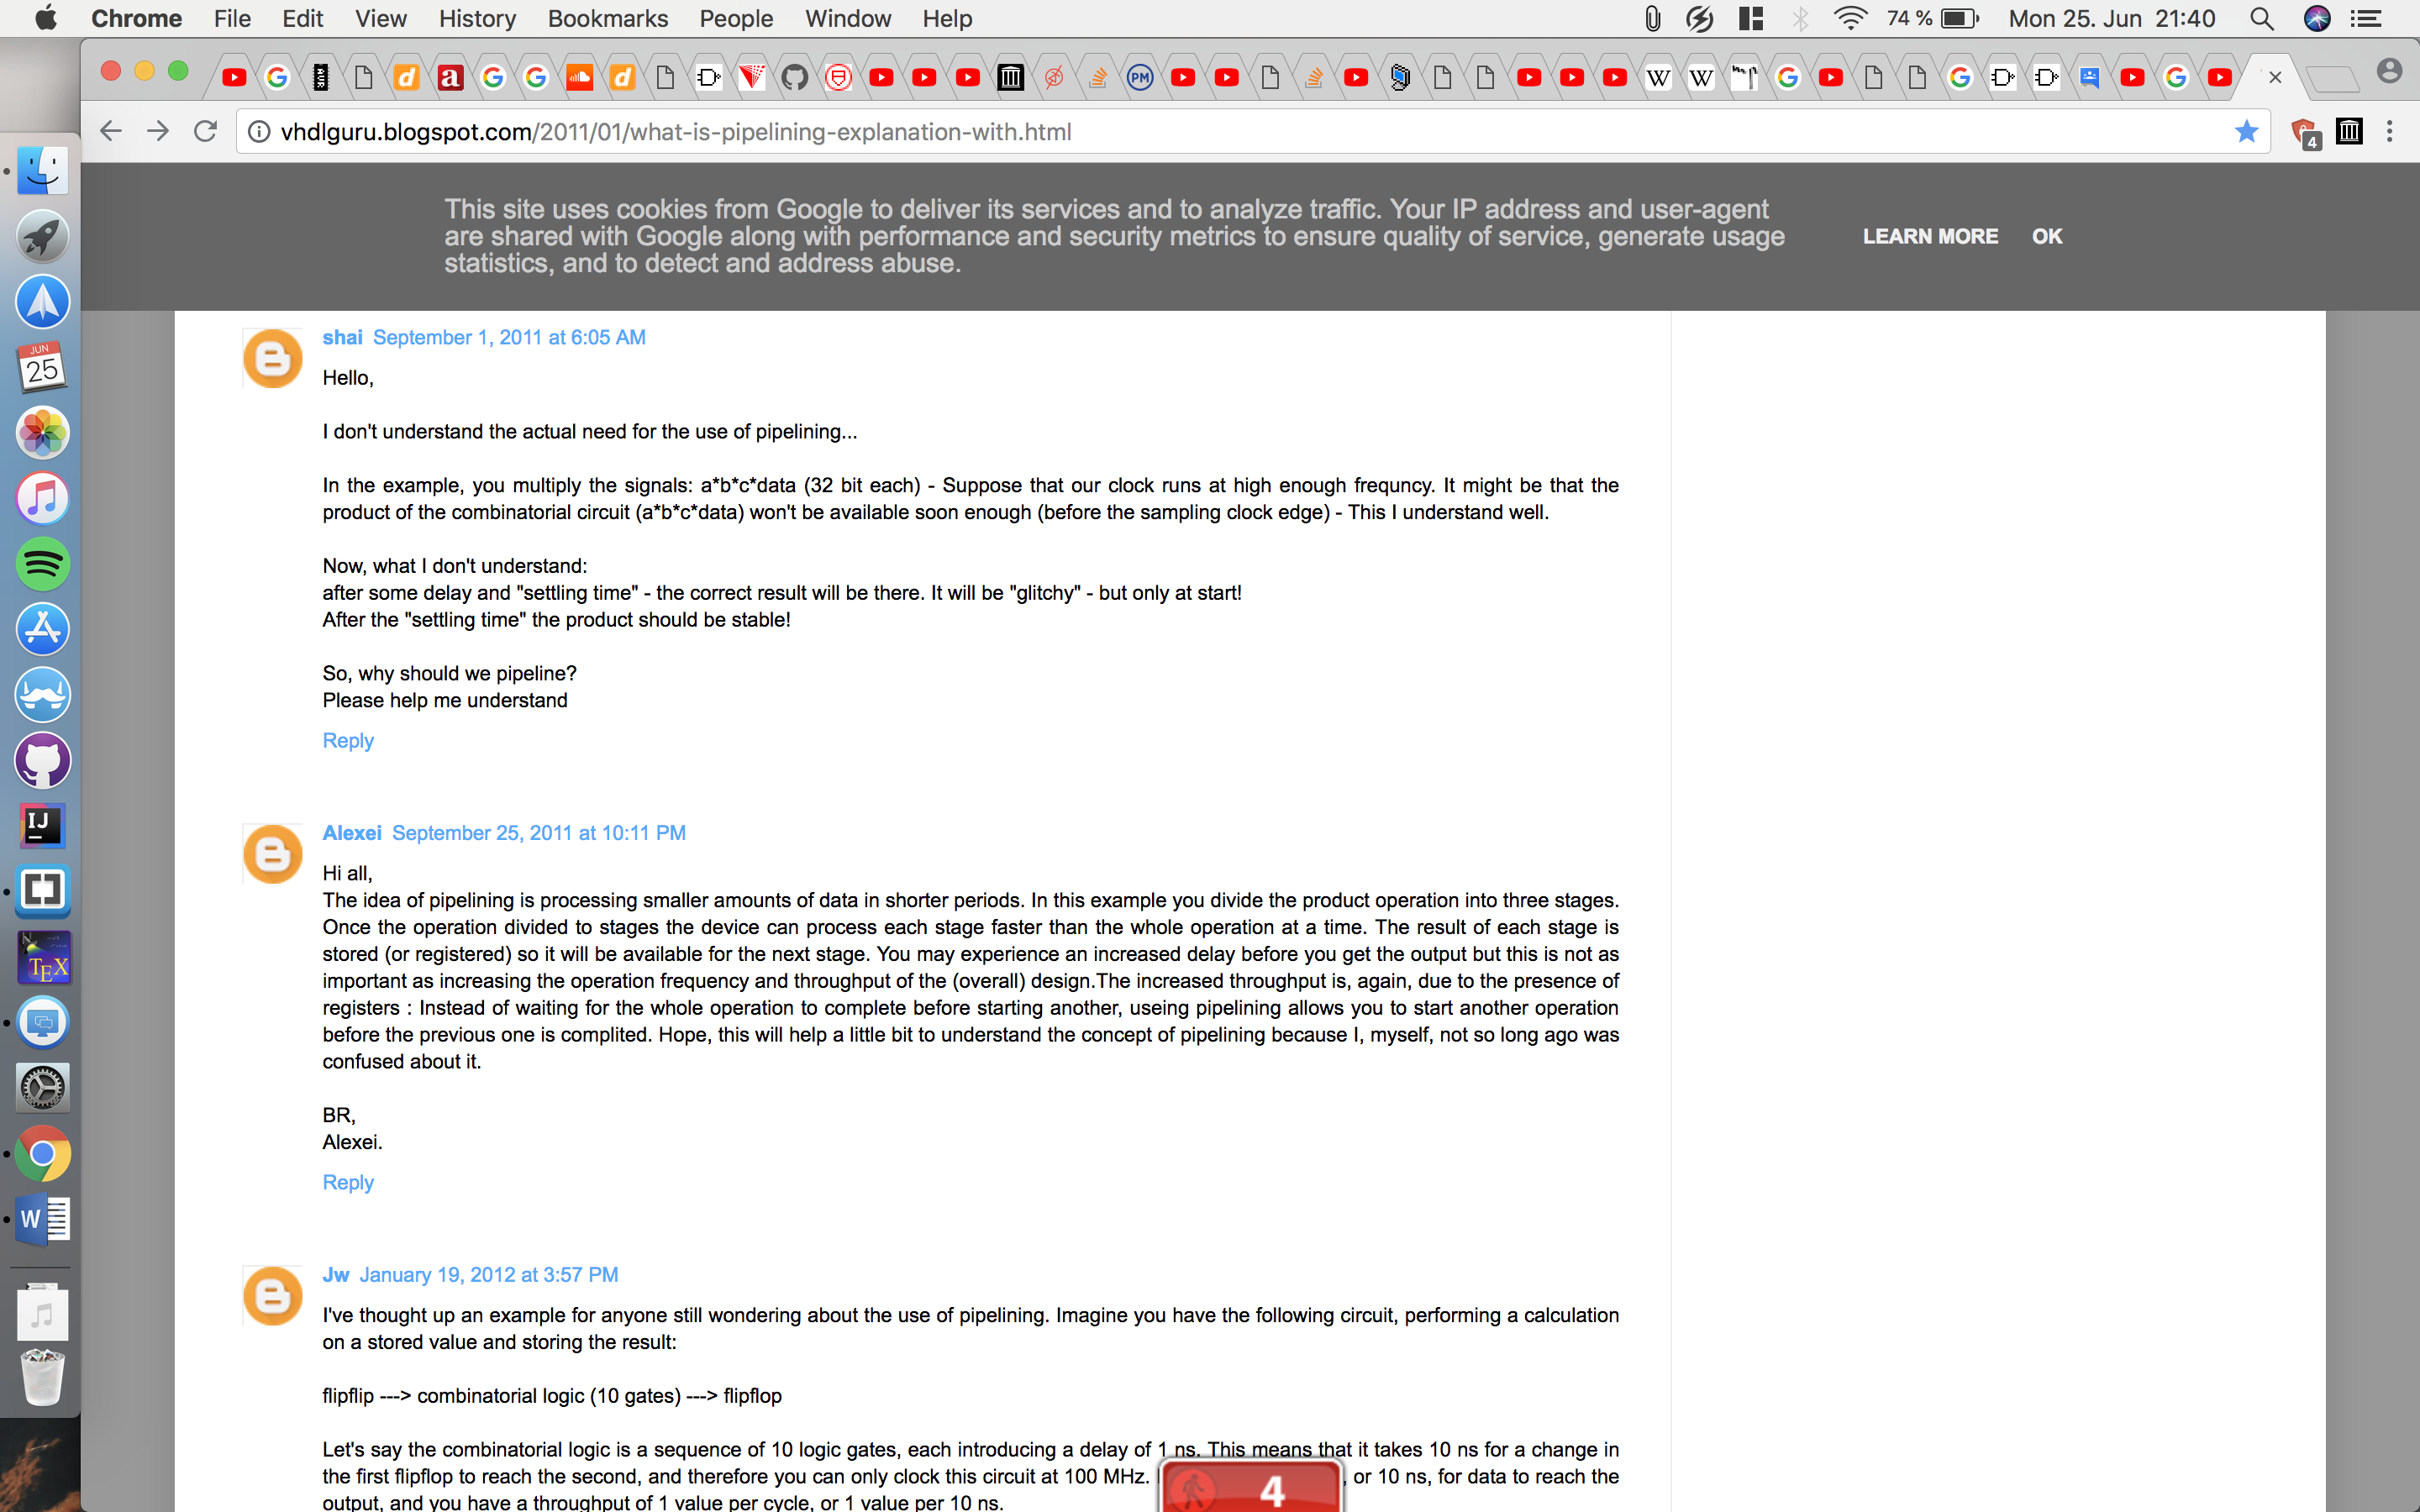 Chrome File Edit View History Bookmarks People Window Help 74 % Mon 25. Jun 21:40
vhdlguru.blogspot.com/2011/01/what-is-pipelining-explanation-with.html
4
This site uses cookies from Google to deliver its services and to analyze traffic. Your IP address and user-agent
are shared with Google along with performance and security metrics to ensure quality of service, generate usage
statistics, and to detect and address abuse.
LEARN MORE OK
shai September 1, 2011 at 6:05 AM
Hello,
I don't understand the actual need for the use of pipelining...
In the example, you multiply the signals: a*b*c*data (32 bit each) - Suppose that our clock runs at high enough frequncy. It might be that the
product of the combinatorial circuit (a*b*c*data) won't be available soon enough (before the sampling clock edge) - This I understand well.
Now, what I don't understand:
after some delay and "settling time" - the correct result will be there. It will be "glitchy" - but only at start!
After the "settling time" the product should be stable!
So, why should we pipeline?
Please help me understand
Reply
Alexei September 25, 2011 at 10:11 PM
Hi all,
The idea of pipelining is processing smaller amounts of data in shorter periods. In this example you divide the product operation into three stages.
Once the operation divided to stages the device can process each stage faster than the whole operation at a time. The result of each stage is
stored (or registered) so it will be available for the next stage. You may experience an increased delay before you get the output but this is not as
important as increasing the operation frequency and throughput of the (overall) design.The increased throughput is, again, due to the presence of
registers : Instead of waiting for the whole operation to complete before starting another, useing pipelining allows you to start another operation
before the previous one is complited. Hope, this will help a little bit to understand the concept of pipelining because I, myself, not so long ago was
confused about it.
BR,
Alexei.
Reply
Jw January 19, 2012 at 3:57 PM
I've thought up an example for anyone still wondering about the use of pipelining. Imagine you have the following circuit, performing a calculation
on a stored value and storing the result:
flipflip ---> combinatorial logic (10 gates) ---> flipflop
Let's say the combinatorial logic is a sequence of 10 logic gates, each introducing a delay of 1 ns. This means that it takes 10 ns for a change in
the first flipflop to reach the second, and therefore you can only clock this circuit at 100 MHz. , or 10 ns, for data to reach the
output, and you have a throughput of 1 value per cycle, or 1 value per 10 ns.
4
JUN
25
IJ
TEX
W
PM
W
W